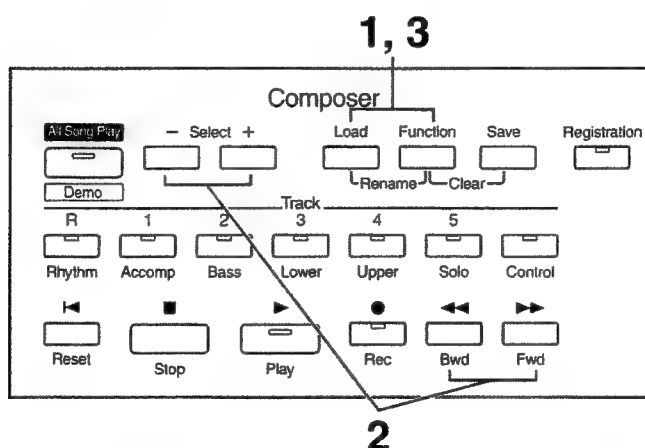 1, 3
Composer
All Song Play
− Select +
Load Function Save Registration
Demo
Rename Clear
Track
R 1 2 3 4 5
Rhythm Accomp Bass Lower Upper Solo Control
Reset Stop Play Rec Bwd Fwd
2